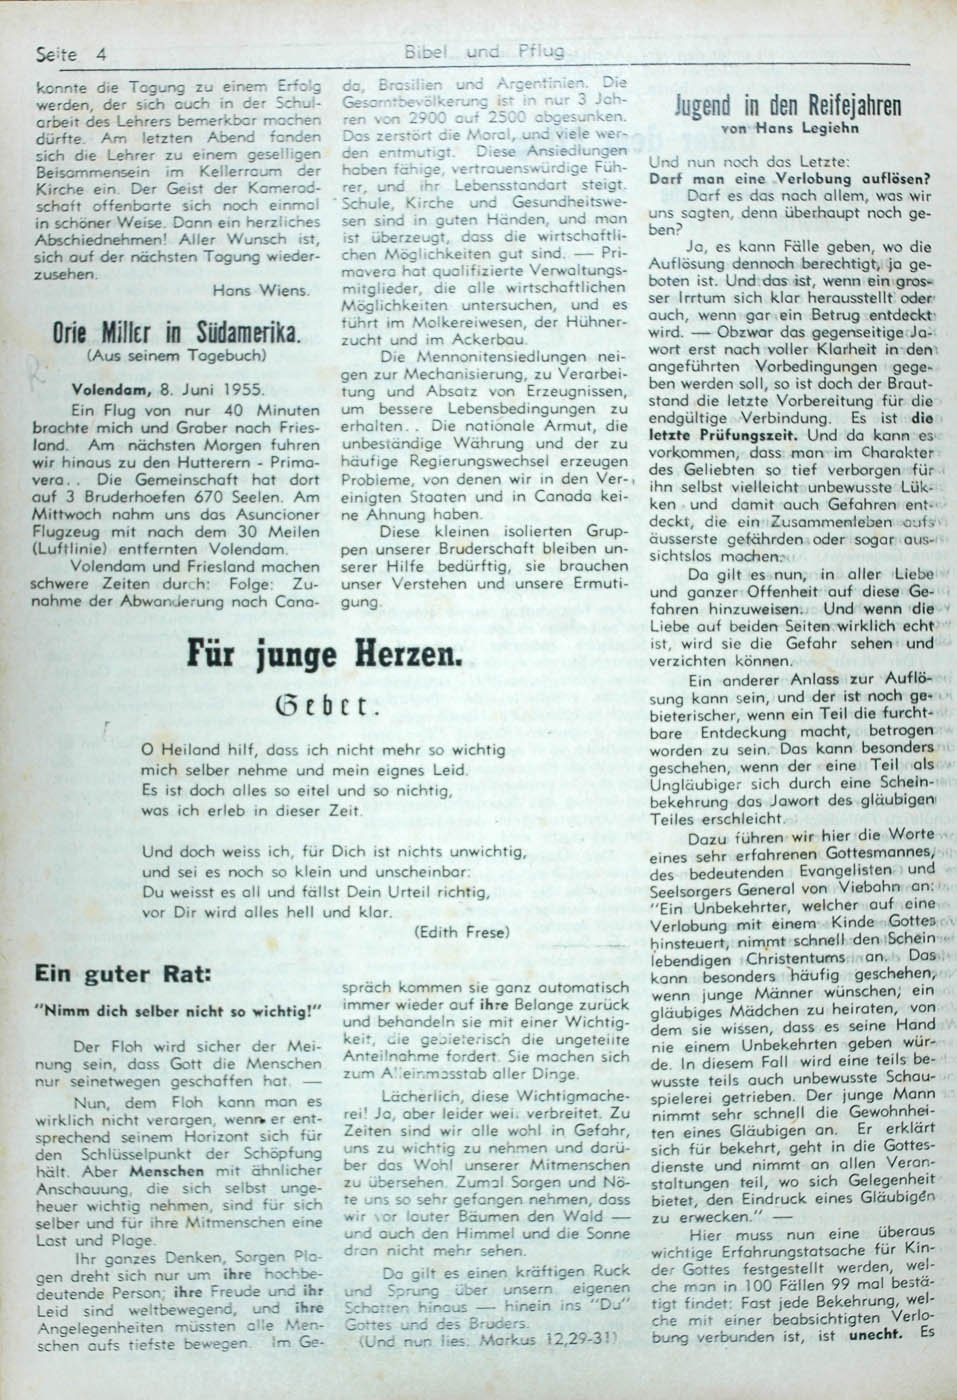 Seite 4
Bibel und Pflug
konnte die Tagung zu einem Erfolg
werden, der sich auch in der Schul-
arbeit des Lehrers bemerkbar machen
dürfte. Am letzten Abend fanden
sich die Lehrer zu einem geselligen
Beisammensein im Kellerraum der
Kirche ein. Der Geist der Kamerad-
schaft offenbarte sich noch einmal
in schöner Weise. Dann ein herzliches
Abschiednehmen! Aller Wunsch ist,
sich auf der nächsten Tagung wieder-
zusehen.
Hans Wiens.
Orie Miller in Südamerika.
(Aus seinem Tagebuch)
Volendam, 8. Juni 1955.
Ein Flug von nur 40 Minuten
brachte mich und Graber nach Fries-
land. Am nächsten Morgen fuhren
wir hinaus zu den Hutterern - Prima-
vera.. Die Gemeinschaft hat dort
auf 3 Bruderhoefen 670 Seelen. Am
Mittwoch nahm uns das Asuncioner
Flugzeug mit nach dem 30 Meilen
(Luftlinie) entfernten Volendam.
Volendam und Friesland machen
schwere Zeiten durch: Folge: Zu-
nahme der Abwanderung nach Cana-
da, Brasilien und Argentinien. Die
Gesamtbevölkerung ist in nur 3 Jah-
ren von 2900 auf 2500 abgesunken.
Das zerstört die Moral, und viele wer-
den entmutigt. Diese Ansiedlungen
haben fähige, vertrauenswürdige Füh-
rer, und ihr Lebensstandart steigt.
Schule, Kirche und Gesundheitswe-
sen sind in guten Händen, und man
ist überzeugt, dass die wirtschaftli-
chen Möglichkeiten gut sind. — Pri-
mavera hat qualifizierte Verwaltungs-
mitglieder, die alle wirtschaftlichen
Möglichkeiten untersuchen, und es
führt im Molkereiwesen, der Hühner-
zucht und im Ackerbau.
Die Mennonitensiedlungen nei-
gen zur Mechanisierung, zu Verarbei-
tung und Absatz von Erzeugnissen,
um bessere Lebensbedingungen zu
erhalten.. Die nationale Armut, die
unbeständige Währung und der zu
häufige Regierungswechsel erzeugen
Probleme, von denen wir in den Ver-
einigten Staaten und in Canada kei-
ne Ahnung haben.
Diese kleinen isolierten Grup-
pen unserer Bruderschaft bleiben un-
serer Hilfe bedürftig, sie brauchen
unser Verstehen und unsere Ermuti-
gung.
Für junge Herzen.
Gebet.
O Heiland hilf, dass ich nicht mehr so wichtig
mich selber nehme und mein eignes Leid.
Es ist doch alles so eitel und so nichtig,
was ich erleb in dieser Zeit.
Und doch weiss ich, für Dich ist nichts unwichtig,
und sei es noch so klein und unscheinbar:
Du weisst es all und fällst Dein Urteil richtig,
vor Dir wird alles hell und klar.
(Edith Frese)
Ein guter Rat:
"Nimm dich selber nicht so wichtig!"
Der Floh wird sicher der Mei-
nung sein, dass Gott die Menschen
nur seinetwegen geschaffen hat. —
Nun, dem Floh kann man es
wirklich nicht verargen, wenn er ent-
sprechend seinem Horizont sich für
den Schlüsselpunkt der Schöpfung
hält. Aber Menschen mit ähnlicher
Anschauung, die sich selbst unge-
heuer wichtig nehmen, sind für sich
selber und für ihre Mitmenschen eine
Last und Plage.
Ihr ganzes Denken, Sorgen Pla-
gen dreht sich nur um ihre hochbe-
deutende Person; ihre Freude und ihr
Leid sind weltbewegend, und ihre
Angelegenheiten müssten alle Men-
schen aufs tiefste bewegen. Im Ge-
spräch kommen sie ganz automatisch
immer wieder auf ihre Belange zurück
und behandeln sie mit einer Wichtig-
keit, die gebieterisch die ungeteilte
Anteilnahme fordert. Sie machen sich
zum Alleinmasstab aller Dinge.
Lächerlich, diese Wichtigmache-
rei! Ja, aber leider weit verbreitet. Zu
Zeiten sind wir alle wohl in Gefahr,
uns zu wichtig zu nehmen und darü-
ber das Wohl unserer Mitmenschen
zu übersehen. Zumal Sorgen und Nö-
te uns so sehr gefangen nehmen, dass
wir vor lauter Bäumen den Wald —
und auch den Himmel und die Sonne
dran nicht mehr sehen.
Da gilt es einen kräftigen Ruck
und Sprung über unsern eigenen
Schatten hinaus — hinein ins "Du"
Gottes und des Bruders.
(Und nun lies: Markus 12,29-31!)
Jugend in den Reifejahren
von Hans Legiehn
Und nun noch das Letzte:
Darf man eine Verlobung auflösen?
Darf es das nach allem, was wir
uns sagten, denn überhaupt noch ge-
ben?
Ja, es kann Fälle geben, wo die
Auflösung dennoch berechtigt, ja ge-
boten ist. Und das ist, wenn ein gros-
ser Irrtum sich klar herausstellt oder
auch, wenn gar ein Betrug entdeckt
wird. — Obzwar das gegenseitige Ja-
wort erst nach voller Klarheit in den
angeführten Vorbedingungen gege-
ben werden soll, so ist doch der Braut-
stand die letzte Vorbereitung für die
endgültige Verbindung. Es ist die
letzte Prüfungszeit. Und da kann es
vorkommen, dass man im Charakter
des Geliebten so tief verborgen für
ihn selbst vielleicht unbewusste Lük-
ken und damit auch Gefahren ent-
deckt, die ein Zusammenleben aufs
äusserste gefährden oder sogar aus-
sichtslos machen.
Da gilt es nun, in aller Liebe
und ganzer Offenheit auf diese Ge-
fahren hinzuweisen. Und wenn die
Liebe auf beiden Seiten wirklich echt
ist, wird sie die Gefahr sehen und
verzichten können.
Ein anderer Anlass zur Auflö-
sung kann sein, und der ist noch ge-
bieterischer, wenn ein Teil die furcht-
bare Entdeckung macht, betrogen
worden zu sein. Das kann besonders
geschehen, wenn der eine Teil als
Ungläubiger sich durch eine Schein-
bekehrung das Jawort des gläubigen
Teiles erschleicht.
Dazu führen wir hier die Worte
eines sehr erfahrenen Gottesmannes,
des bedeutenden Evangelisten und
Seelsorgers General von Viebahn an:
"Ein Unbekehrter, welcher auf eine
Verlobung mit einem Kinde Gottes
hinsteuert, nimmt schnell den Schein
lebendigen Christentums an. Das
kann besonders häufig geschehen,
wenn junge Männer wünschen, ein
gläubiges Mädchen zu heiraten, von
dem sie wissen, dass es seine Hand
nie einem Unbekehrten geben wür-
de. In diesem Fall wird eine teils be-
wusste teils auch unbewusste Schau-
spielerei getrieben. Der junge Mann
nimmt sehr schnell die Gewohnhei-
ten eines Gläubigen an. Er erklärt
sich für bekehrt, geht in die Gottes-
dienste und nimmt an allen Veran-
staltungen teil, wo sich Gelegenheit
bietet, den Eindruck eines Gläubigen
zu erwecken." —
Hier muss nun eine überaus
wichtige Erfahrungstatsache für Kin-
der Gottes festgestellt werden, wel-
che man in 100 Fällen 99 mal bestä-
tigt findet: Fast jede Bekehrung, wel-
che mit einer beabsichtigten Verlo-
bung verbunden ist, ist unecht. Es